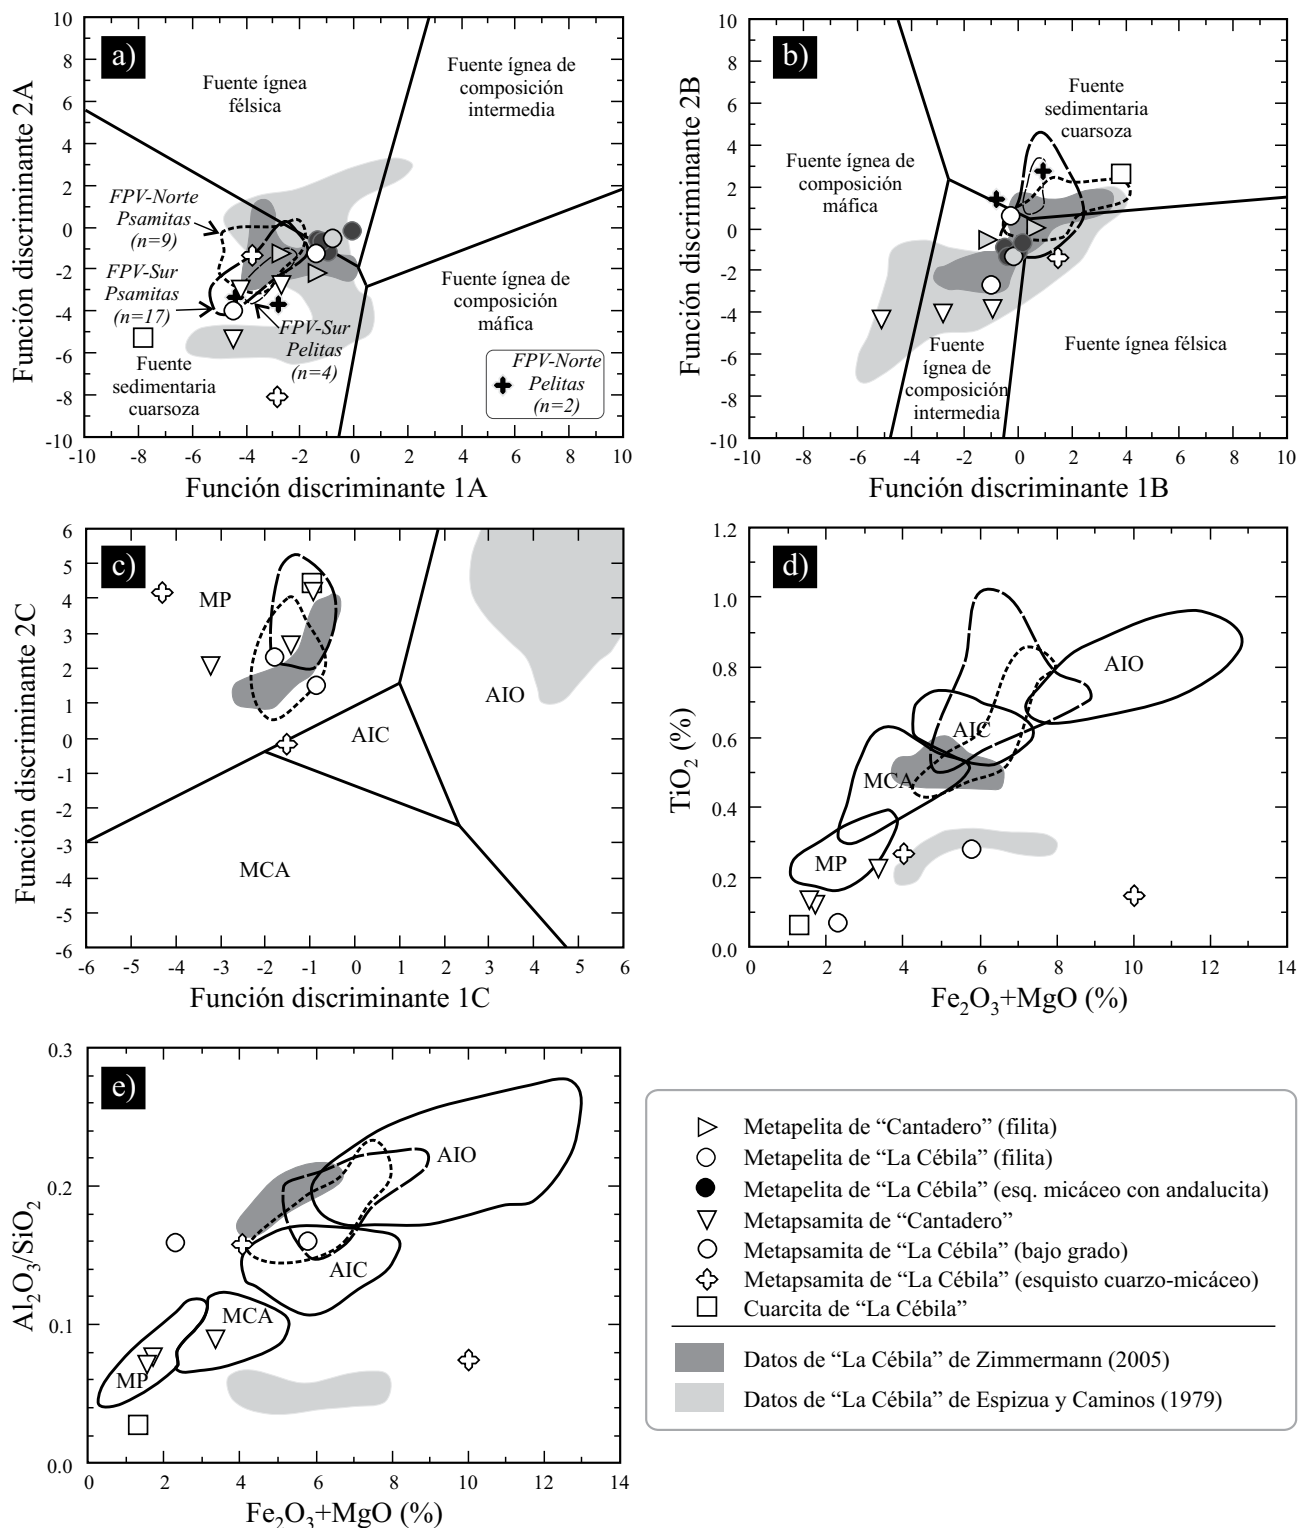 a)
Función discriminante 2A
10
8
6
4
2
0
-2
-4
-6
-8
-10
Fuente ígnea
félsica
Fuente ígnea de
composición
intermedia
FPV-Norte
Psamitas
(n=9)
FPV-Sur
Psamitas
(n=17)
FPV-Sur
Pelitas
(n=4)
Fuente ígnea de
composición
máfica
Fuente
sedimentaria
cuarsoza
FPV-Norte
Pelitas
(n=2)
-10 -8 -6 -4 -2 0 2 4 6 8 10
Función discriminante 1A
b)
Función discriminante 2B
10
8
6
4
2
0
-2
-4
-6
-8
-10
Fuente
sedimentaria
cuarsoza
Fuente ígnea de
composición
máfica
Fuente
ígnea de
composición
intermedia
Fuente ígnea félsica
-10 -8 -6 -4 -2 0 2 4 6 8 10
Función discriminante 1B
c)
Función discriminante 2C
6
5
4
3
2
1
0
-1
-2
-3
-4
-5
-6
MP
AIO
AIC
MCA
-6 -5 -4 -3 -2 -1 0 1 2 3 4 5 6
Función discriminante 1C
d)
TiO2 (%)
1.2
1.0
0.8
0.6
0.4
0.2
0.0
AIO
AIC
MCA
MP
0 2 4 6 8 10 12 14
Fe2O3+MgO (%)
e)
Al2O3/SiO2
0.3
0.2
0.1
0.0
AIO
AIC
MCA
MP
0 2 4 6 8 10 12 14
Fe2O3+MgO (%)
Metapelita de “Cantadero” (filita)
Metapelita de “La Cébila” (filita)
Metapelita de “La Cébila” (esq. micáceo con andalucita)
Metapsamita de “Cantadero”
Metapsamita de “La Cébila” (bajo grado)
Metapsamita de “La Cébila” (esquisto cuarzo-micáceo)
Cuarcita de “La Cébila”
Datos de “La Cébila” de Zimmermann (2005)
Datos de “La Cébila” de Espizua y Caminos (1979)